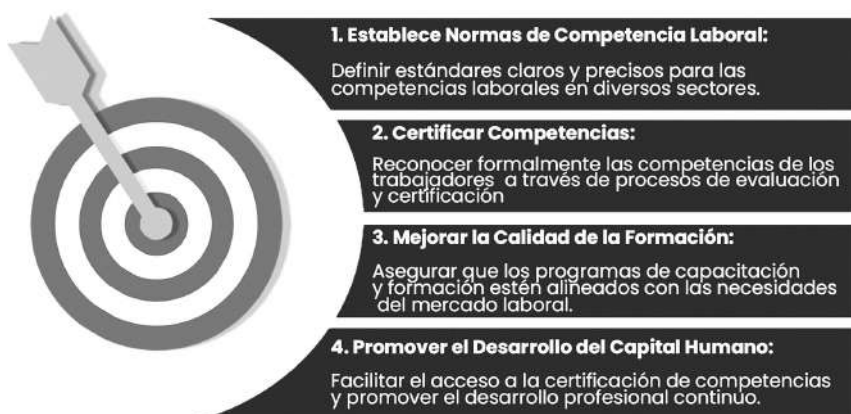 1. Establece Normas de Competencia Laboral:
Definir estándares claros y precisos para las
competencias laborales en diversos sectores.
2. Certificar Competencias:
Reconocer formalmente las competencias de los
trabajadores a través de procesos de evaluación
y certificación
3. Mejorar la Calidad de la Formación:
Asegurar que los programas de capacitación
y formación estén alineados con las necesidades
del mercado laboral.
4. Promover el Desarrollo del Capital Humano:
Facilitar el acceso a la certificación de competencias
y promover el desarrollo profesional continuo.